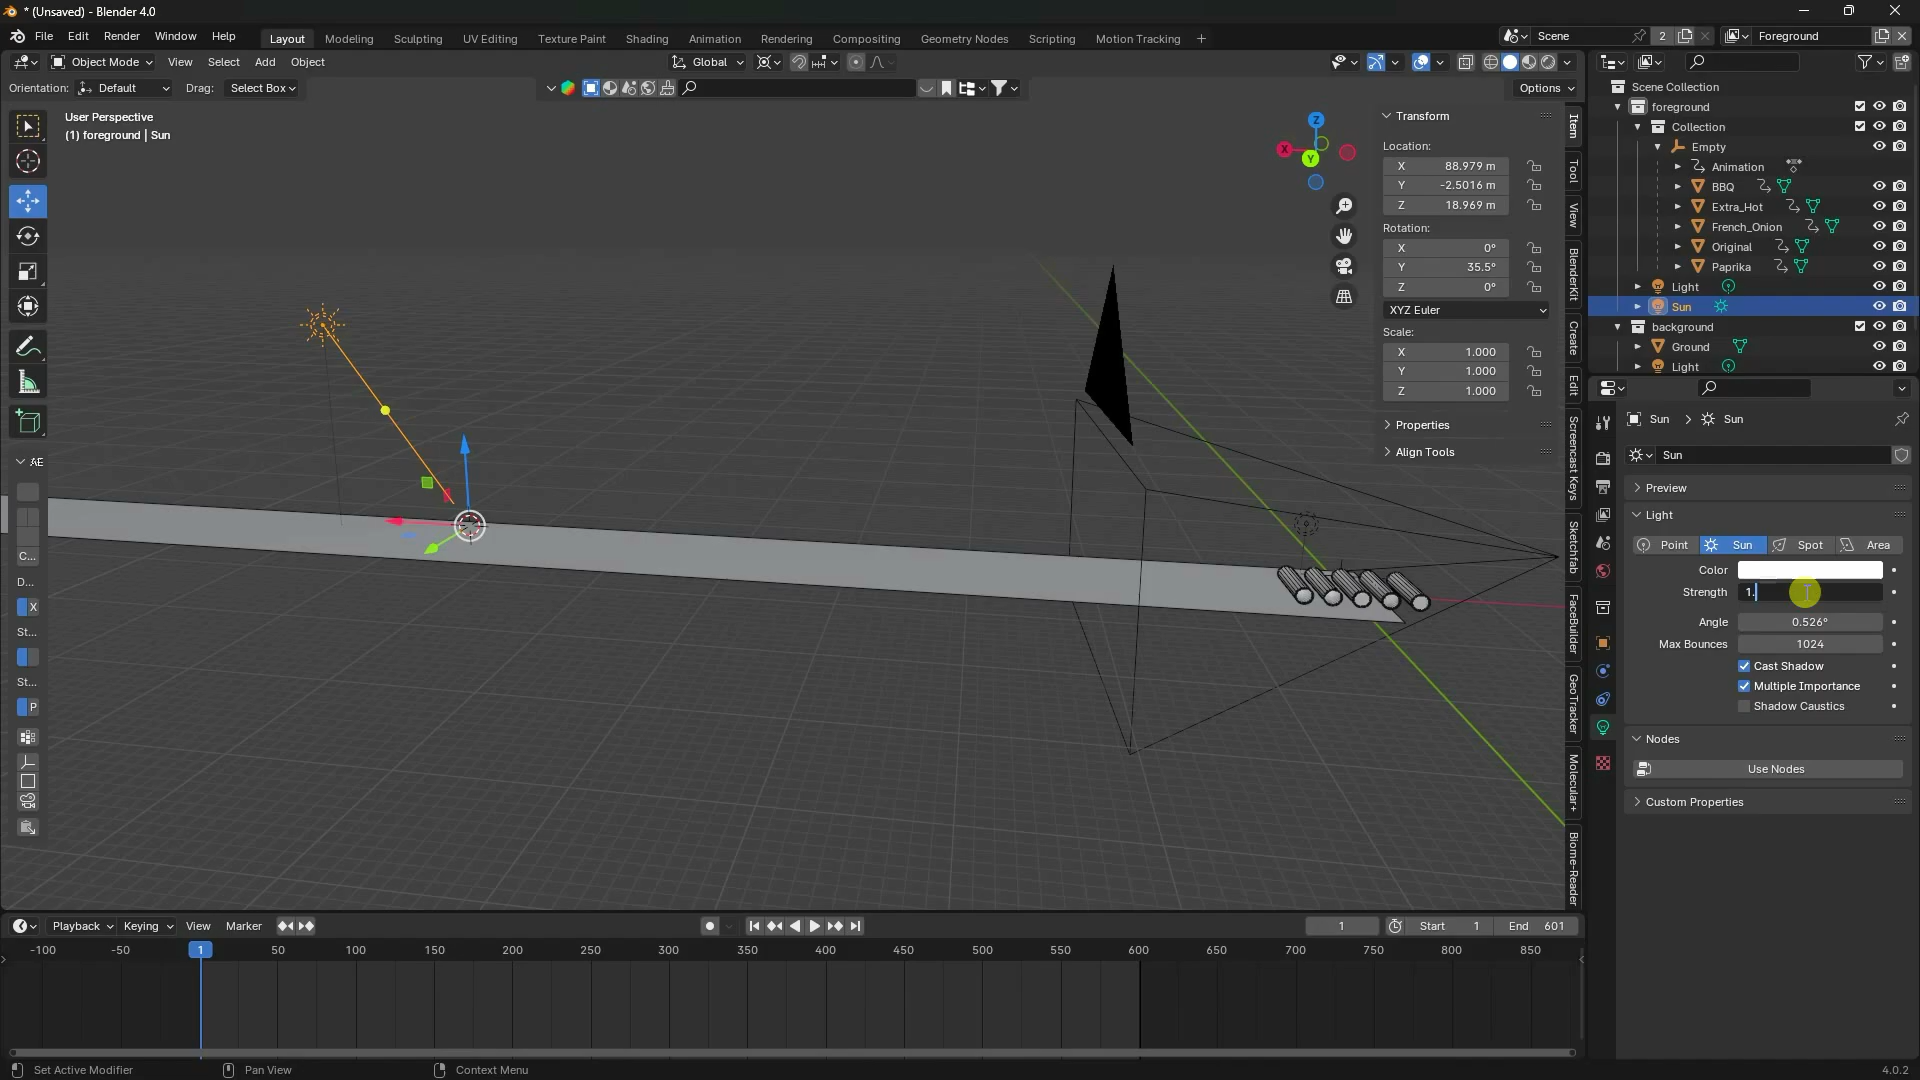 * (Unsaved) - Blender 4.0
File Edit Render Window Help
Layout Modeling Sculpting UV Editing Texture Paint Shading Animation Rendering Compositing Geometry Nodes Scripting Motion Tracking +
Scene 2 Foreground
Object Mode View Select Add Object Global
Orientation: Default Drag: Select Box Options
User Perspective
(1) foreground | Sun
Z
X
Y
Transform
Location:
X 88.979 m
Y -2.5016 m
Z 18.969 m
Rotation:
X 0°
Y 35.5°
Z 0°
XYZ Euler
Scale:
X 1.000
Y 1.000
Z 1.000
Properties
Align Tools
Item
Tool
View
BlenderKit
Create
Edit
Screencast Keys
Sketchfab
FaceBuilder
GeoTracker
Molecular+
Biome-Reader
AE
C...
D...
X
St...
St...
P
Scene Collection
foreground
Collection
Empty
Animation
BBQ
Extra_Hot
French_Onion
Original
Paprika
Light
Sun
background
Ground
Light
Sun > Sun
Sun
Preview
Light
Point Sun Spot Area
Color
Strength 1.
Angle 0.526°
Max Bounces 1024
Cast Shadow
Multiple Importance
Shadow Caustics
Nodes
Use Nodes
Custom Properties
Playback Keying View Marker 1 Start 1 End 601
-100 -50 1 50 100 150 200 250 300 350 400 450 500 550 600 650 700 750 800 850
Set Active Modifier Pan View Context Menu 4.0.2